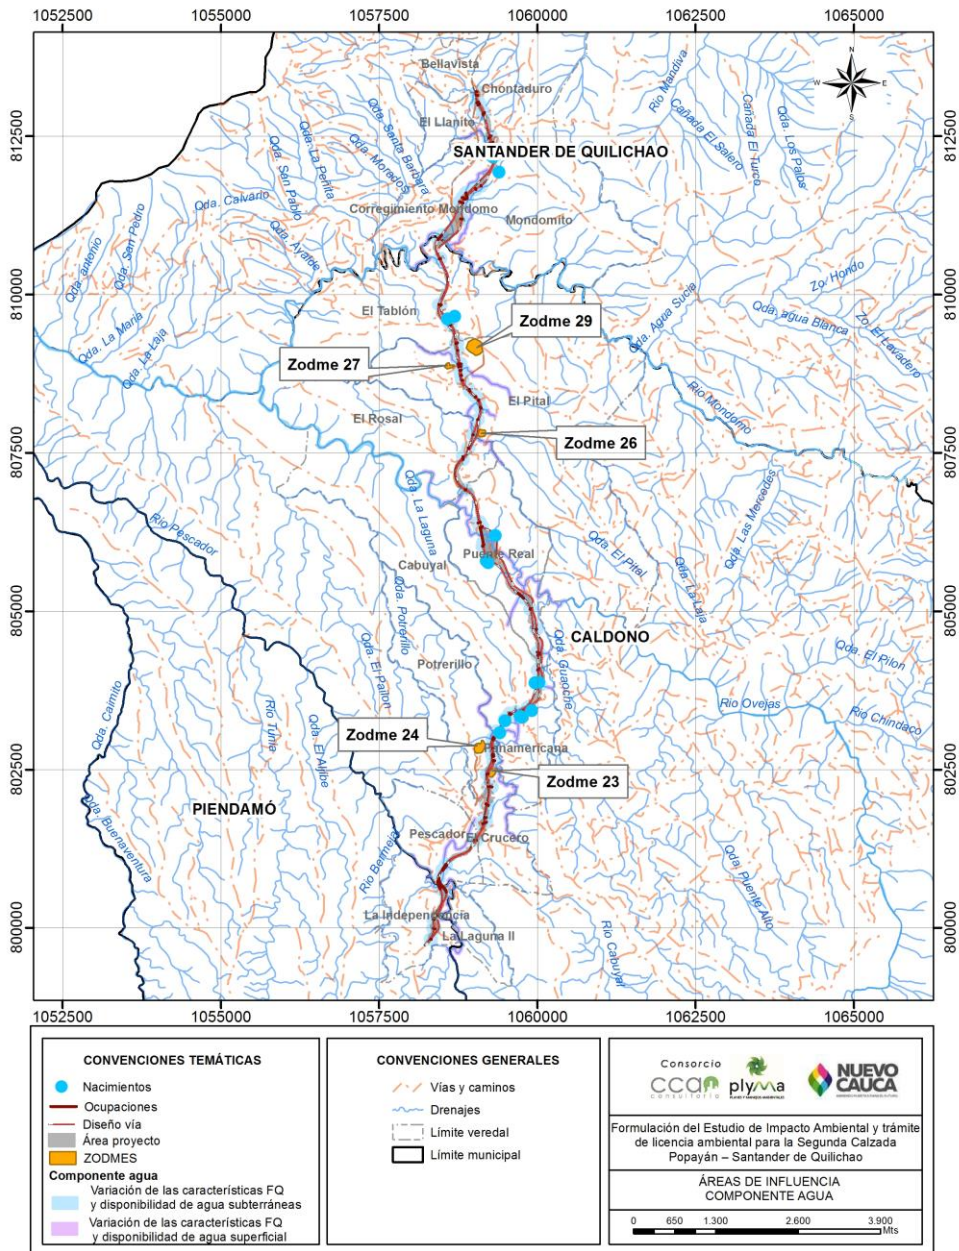 1052500 1055000 1057500 1060000 1062500 1065000
812500
810000
807500
805000
802500
800000
Bellavista
Chontaduro
El Llanito
SANTANDER DE QUILICHAO
Río Mandiva
Cañada El Salero
Cañada El Turco
Qda. Los Palos
N
W
E
S
Qda. Santa Barbara
Qda. Morados
Qda. La Peñita
Qda. San Pablo
Qda. Calvario
Corregimiento Mondomo
Mondomito
Qda. Ayalde
Qda. San Pedro
Qda. antonio
Qda. La Maria
Qda. La Laja
El Tablón
Zodme 29
Zodme 27
Qda. Agua Sucia
Zo. Hondo
Qda. agua Blanca
Zo. El Lavadero
Río Mondomo
El Pital
El Rosal
Zodme 26
Río Pescador
Qda. La Laguna
Cabuyal
Puente Real
Qda. El Pital
Qda. Las Mercedes
Qda. La Laja
Qda. Potrerillo
CALDONO
Qda. El Pilon
Qda. Guaoche
Potrerillo
Río Ovejas
Río Chindaco
Qda. Caimito
Río Tunia
Qda. El Aljibe
Zodme 24
Panamericana
Zodme 23
PIENDAMÓ
Qda. Buenaventura
Río Bermejo
Pescador
El Crucero
Qda. Puente Alto
La Independencia
La Laguna II
Río Cabuyal
812500
810000
807500
805000
802500
800000
1052500 1055000 1057500 1060000 1062500 1065000
CONVENCIONES TEMÁTICAS
Nacimientos
Ocupaciones
Diseño vía
Área proyecto
ZODMES
Componente agua
Variación de las características FQ
y disponibilidad de agua subterráneas
Variación de las características FQ
y disponibilidad de agua superficial
CONVENCIONES GENERALES
Vías y caminos
Drenajes
Límite veredal
Límite municipal
Consorcio
ccan
consultoría
plyma
NUEVO
CAUCA
Formulación del Estudio de Impacto Ambiental y trámite
de licencia ambiental para la Segunda Calzada
Popayán – Santander de Quilichao
ÁREAS DE INFLUENCIA
COMPONENTE AGUA
0 650 1.300 2.600 3.900
Mts